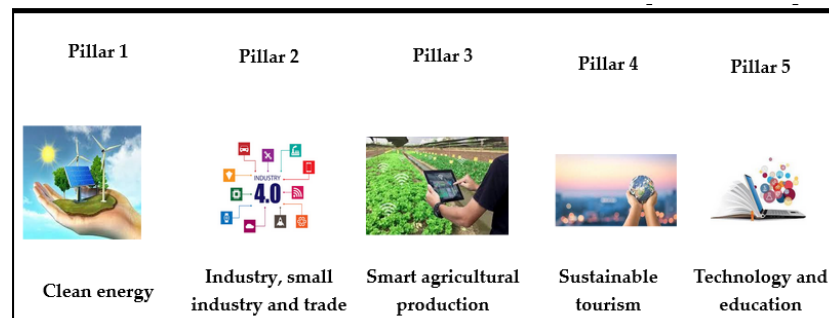 Pillar 1
Pillar 2
Pillar 3
Pillar 4
Pillar 5
INDUSTRY
4.0
Clean energy
Industry, small
industry and trade
Smart agricultural
production
Sustainable
tourism
Technology and
education